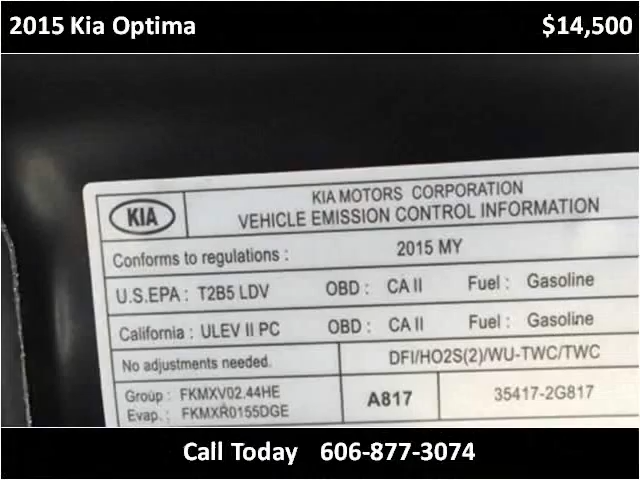 2015 Kia Optima $14,500
KIA
KIA MOTORS CORPORATION
VEHICLE EMISSION CONTROL INFORMATION
Conforms to regulations : 2015 MY
U.S.EPA : T2B5 LDV OBD : CA II Fuel : Gasoline
California : ULEV II PC OBD : CA II Fuel : Gasoline
No adjustments needed. DFI/HO2S(2)/WU-TWC/TWC
Group : FKMXV02.44HE
Evap. : FKMXR0155DGE
A817 35417-2G817
Call Today 606-877-3074